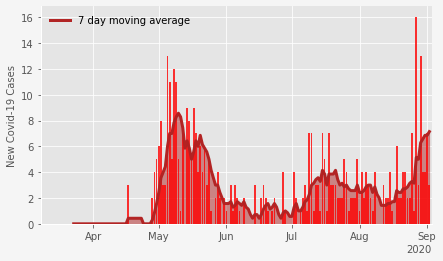 7 day moving average
New Covid-19 Cases
16
14
12
10
8
6
4
2
0
Apr
May
Jun
Jul
Aug
Sep
2020